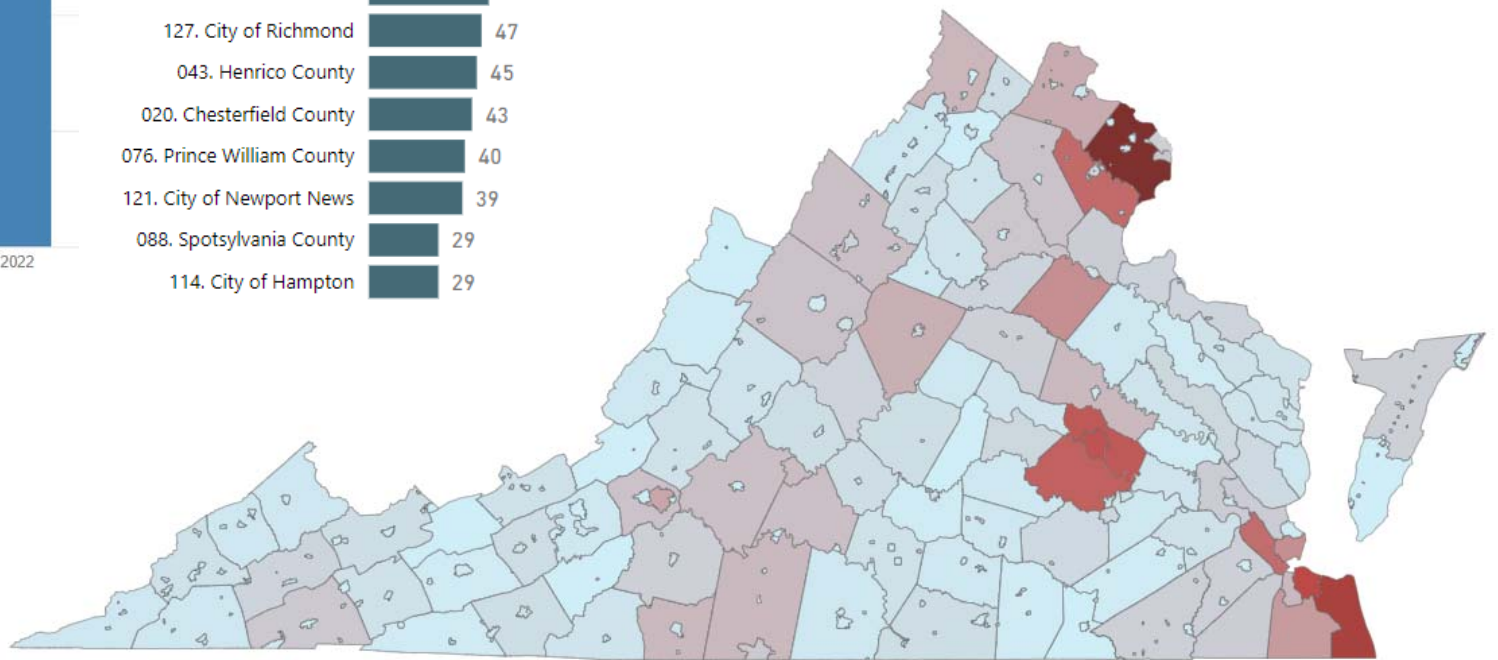 127. City of Richmond 47
043. Henrico County 45
020. Chesterfield County 43
076. Prince William County 40
121. City of Newport News 39
088. Spotsylvania County 29
2022
114. City of Hampton 29